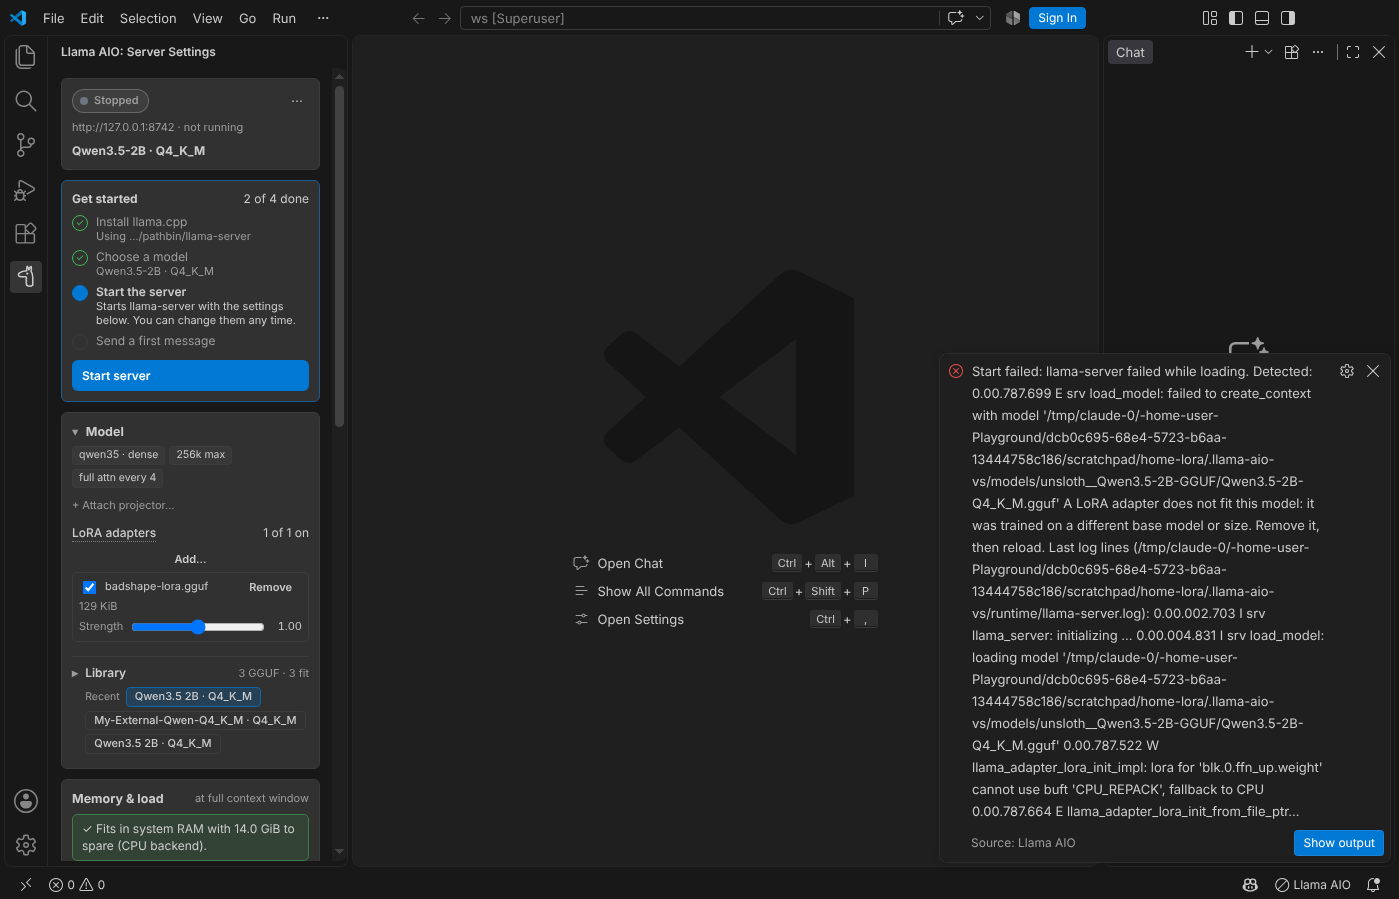 File Edit Selection View Go Run ···
ws [Superuser]
Sign In
Llama AIO: Server Settings
Stopped
http://127.0.0.1:8742 · not running
Qwen3.5-2B · Q4_K_M
Get started 2 of 4 done
Install llama.cpp
Using .../pathbin/llama-server
Choose a model
Qwen3.5-2B · Q4_K_M
Start the server
Starts llama-server with the settings
below. You can change them any time.
Send a first message
Start server
Model
qwen35 · dense 256k max
full attn every 4
+ Attach projector...
LoRA adapters 1 of 1 on
Add...
badshape-lora.gguf Remove
129 KiB
Strength 1.00
Library 3 GGUF · 3 fit
Recent Qwen3.5 2B · Q4_K_M
My-External-Qwen-Q4_K_M · Q4_K_M
Qwen3.5 2B · Q4_K_M
Memory & load at full context window
✓ Fits in system RAM with 14.0 GiB to
spare (CPU backend).
Open Chat Ctrl + Alt + I
Show All Commands Ctrl + Shift + P
Open Settings Ctrl + ,
Chat
Start failed: llama-server failed while loading. Detected:
0.00.787.699 E srv load_model: failed to create_context
with model '/tmp/claude-0/-home-user-
Playground/dcb0c695-68e4-5723-b6aa-
13444758c186/scratchpad/home-lora/.llama-aio-
vs/models/unsloth__Qwen3.5-2B-GGUF/Qwen3.5-2B-
Q4_K_M.gguf' A LoRA adapter does not fit this model: it
was trained on a different base model or size. Remove it,
then reload. Last log lines (/tmp/claude-0/-home-user-
Playground/dcb0c695-68e4-5723-b6aa-
13444758c186/scratchpad/home-lora/.llama-aio-
vs/runtime/llama-server.log): 0.00.002.703 I srv
llama_server: initializing ... 0.00.004.831 I srv load_model:
loading model '/tmp/claude-0/-home-user-
Playground/dcb0c695-68e4-5723-b6aa-
13444758c186/scratchpad/home-lora/.llama-aio-
vs/models/unsloth__Qwen3.5-2B-GGUF/Qwen3.5-2B-
Q4_K_M.gguf' 0.00.787.522 W
llama_adapter_lora_init_impl: lora for 'blk.0.ffn_up.weight'
cannot use buft 'CPU_REPACK', fallback to CPU
0.00.787.664 E llama_adapter_lora_init_from_file_ptr...
Source: Llama AIO
Show output
0 0
Llama AIO